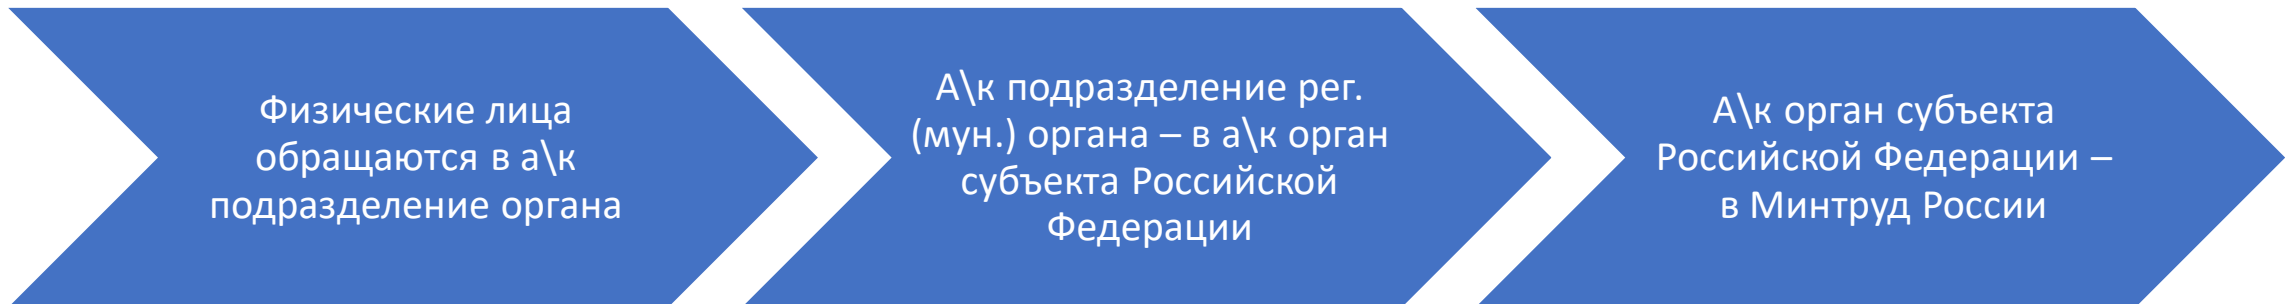 Физические лица
обращаются в а\к
подразделение органа
А\к подразделение рег.
(мун.) органа – в а\к орган
субъекта Российской
Федерации
А\к орган субъекта
Российской Федерации –
в Минтруд России